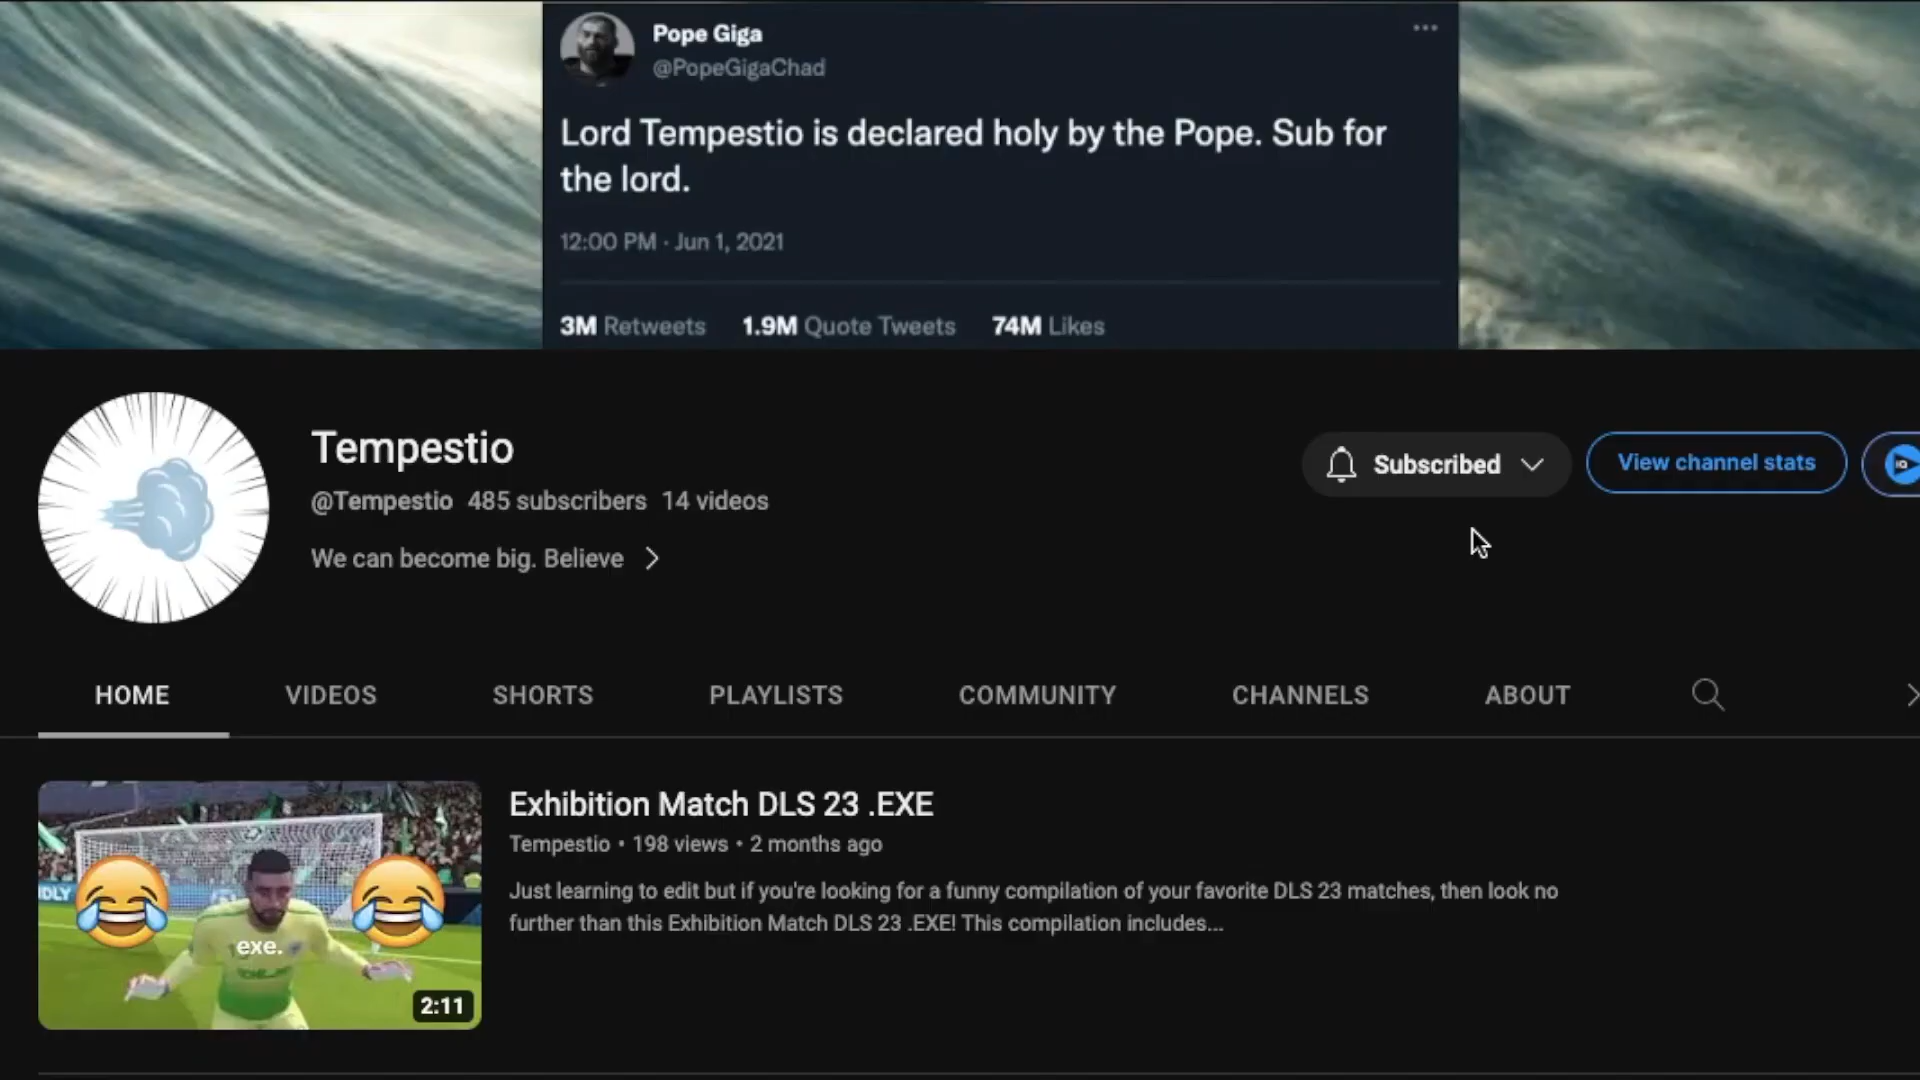 Pope Giga
@PopeGigaChad
Lord Tempestio is declared holy by the Pope. Sub for
the lord.
12:00 PM · Jun 1, 2021
3M Retweets 1.9M Quote Tweets 74M Likes
Tempestio
@Tempestio 485 subscribers 14 videos
We can become big. Believe
Subscribed
View channel stats
IQ
HOME VIDEOS SHORTS PLAYLISTS COMMUNITY CHANNELS ABOUT
exe.
2:11
Exhibition Match DLS 23 .EXE
Tempestio • 198 views • 2 months ago
Just learning to edit but if you're looking for a funny compilation of your favorite DLS 23 matches, then look no
further than this Exhibition Match DLS 23 .EXE! This compilation includes...